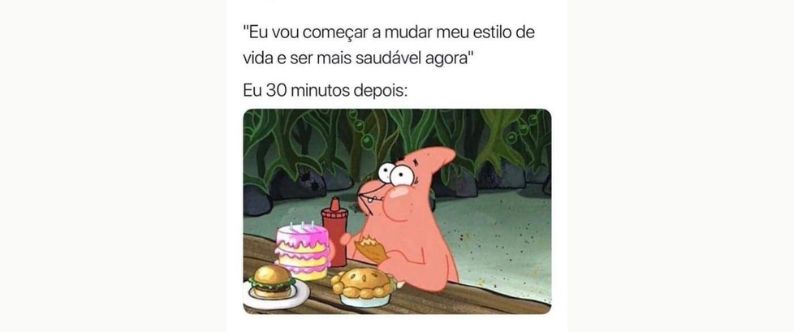 "Eu vou começar a mudar meu estilo de
vida e ser mais saudável agora"
Eu 30 minutos depois: